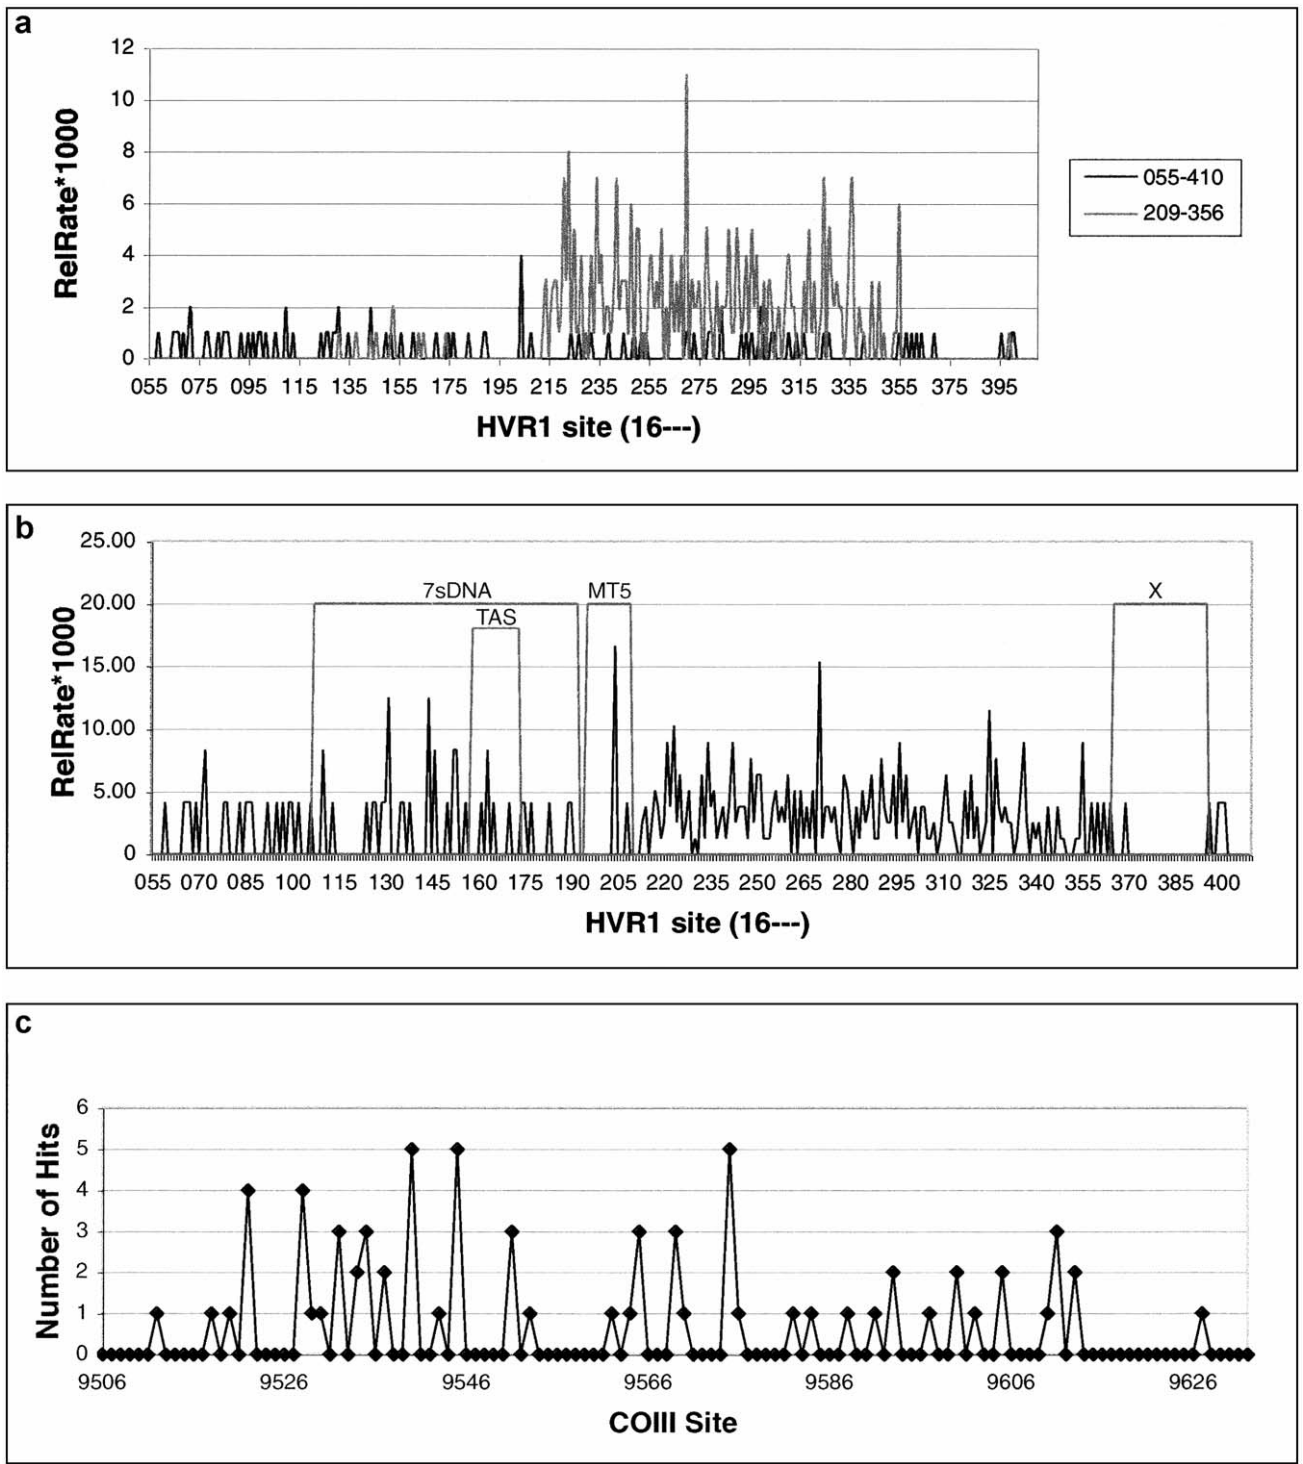 a
12
10
8
6
4
2
0
RelRate*1000
055 075 095 115 135 155 175 195 215 235 255 275 295 315 335 355 375 395
HVR1 site (16---)
055-410
209-356
b
25.00
20.00
15.00
10.00
5.00
0
RelRate*1000
7sDNA
TAS
MT5
X
055 070 085 100 115 130 145 160 175 190 205 220 235 250 265 280 295 310 325 340 355 370 385 400
HVR1 site (16---)
c
6
5
4
3
2
1
0
Number of Hits
9506 9526 9546 9566 9586 9606 9626
COIII Site